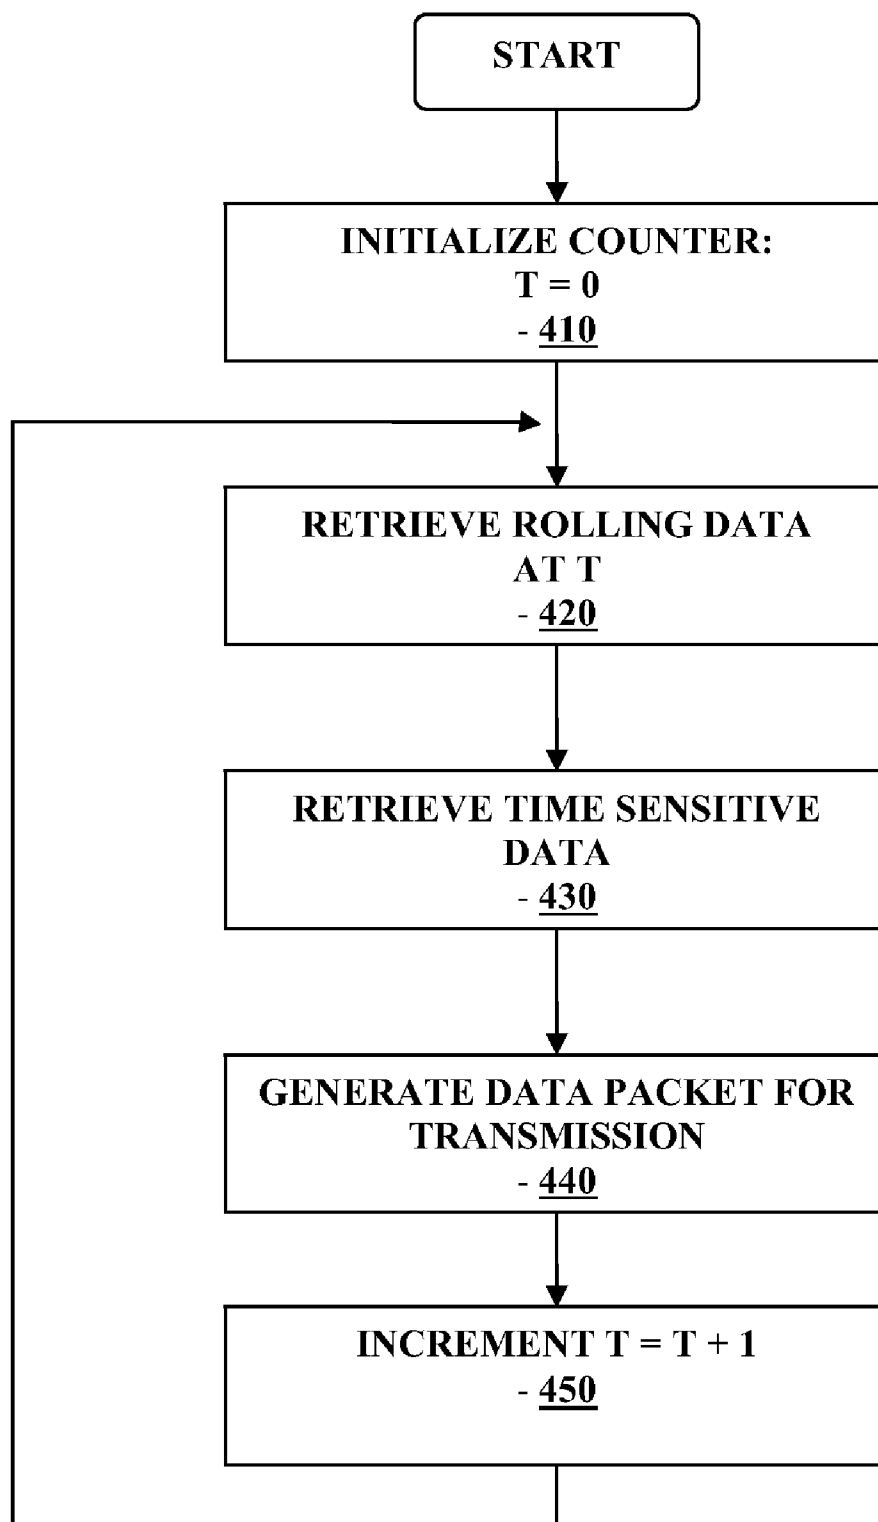 START
INITIALIZE COUNTER:
T = 0
- 410
RETRIEVE ROLLING DATA
AT T
- 420
RETRIEVE TIME SENSITIVE
DATA
- 430
GENERATE DATA PACKET FOR
TRANSMISSION
- 440
INCREMENT T = T + 1
- 450